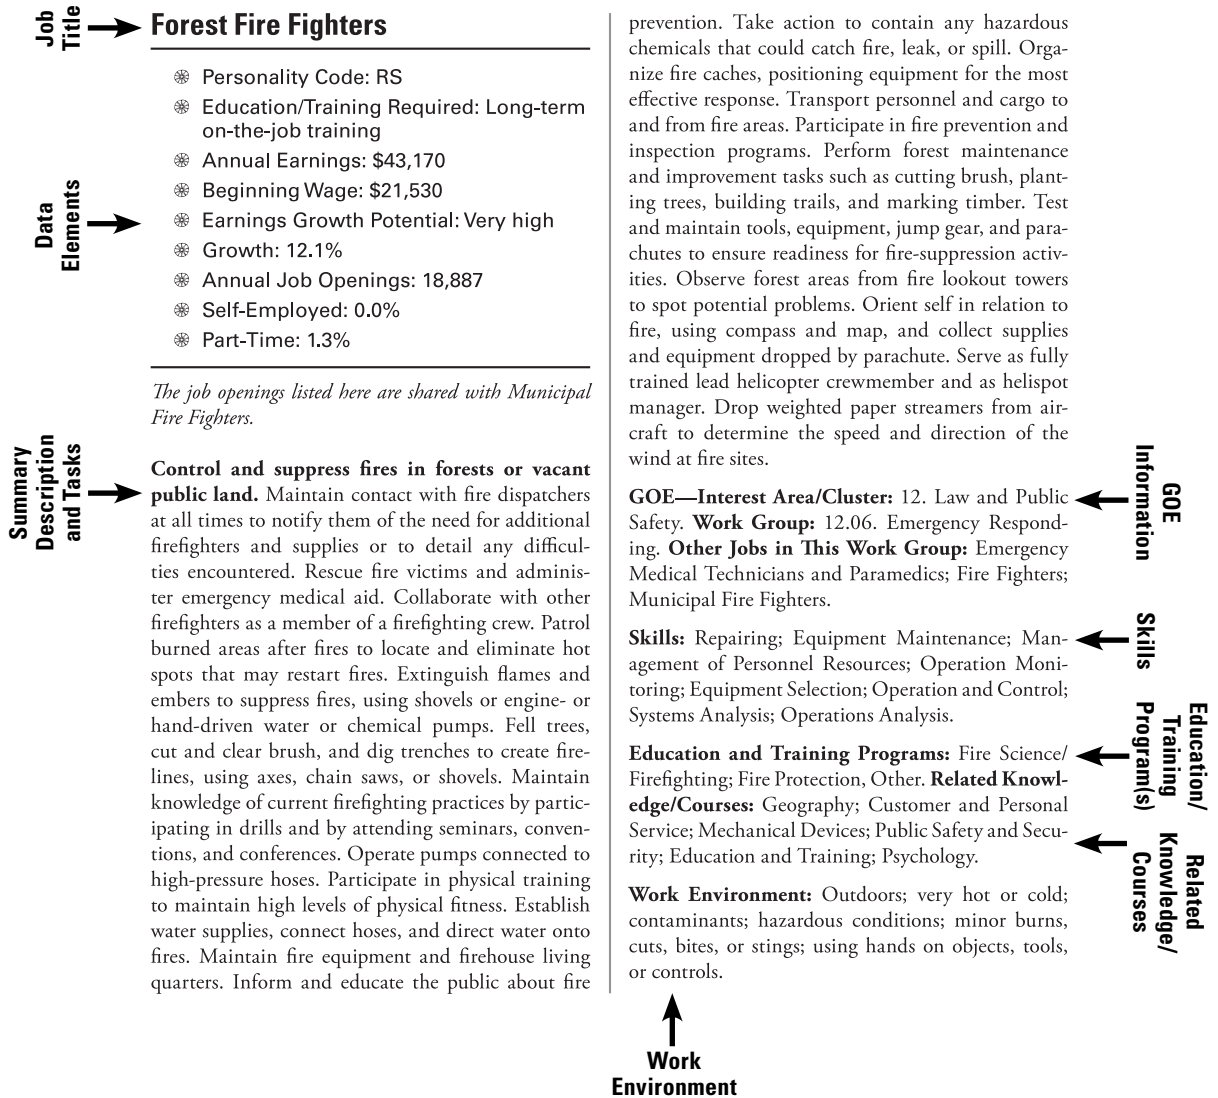 Job
Title
Forest Fire Fighters
Personality Code: RS
Education/Training Required: Long-term
on-the-job training
Annual Earnings: $43,170
Beginning Wage: $21,530
Earnings Growth Potential: Very high
Growth: 12.1%
Annual Job Openings: 18,887
Self-Employed: 0.0%
Part-Time: 1.3%
Data
Elements
The job openings listed here are shared with Municipal
Fire Fighters.
Summary
Description
and Tasks
Control and suppress fires in forests or vacant
public land. Maintain contact with fire dispatchers
at all times to notify them of the need for additional
firefighters and supplies or to detail any difficul-
ties encountered. Rescue fire victims and adminis-
ter emergency medical aid. Collaborate with other
firefighters as a member of a firefighting crew. Patrol
burned areas after fires to locate and eliminate hot
spots that may restart fires. Extinguish flames and
embers to suppress fires, using shovels or engine- or
hand-driven water or chemical pumps. Fell trees,
cut and clear brush, and dig trenches to create fire-
lines, using axes, chain saws, or shovels. Maintain
knowledge of current firefighting practices by partic-
ipating in drills and by attending seminars, conven-
tions, and conferences. Operate pumps connected to
high-pressure hoses. Participate in physical training
to maintain high levels of physical fitness. Establish
water supplies, connect hoses, and direct water onto
fires. Maintain fire equipment and firehouse living
quarters. Inform and educate the public about fire
prevention. Take action to contain any hazardous
chemicals that could catch fire, leak, or spill. Orga-
nize fire caches, positioning equipment for the most
effective response. Transport personnel and cargo to
and from fire areas. Participate in fire prevention and
inspection programs. Perform forest maintenance
and improvement tasks such as cutting brush, plant-
ing trees, building trails, and marking timber. Test
and maintain tools, equipment, jump gear, and para-
chutes to ensure readiness for fire-suppression activ-
ities. Observe forest areas from fire lookout towers
to spot potential problems. Orient self in relation to
fire, using compass and map, and collect supplies
and equipment dropped by parachute. Serve as fully
trained lead helicopter crewmember and as helispot
manager. Drop weighted paper streamers from air-
craft to determine the speed and direction of the
wind at fire sites.
GOE—Interest Area/Cluster: 12. Law and Public
Safety. Work Group: 12.06. Emergency Respond-
ing. Other Jobs in This Work Group: Emergency
Medical Technicians and Paramedics; Fire Fighters;
Municipal Fire Fighters.
GOE
Information
Skills: Repairing; Equipment Maintenance; Man-
agement of Personnel Resources; Operation Moni-
toring; Equipment Selection; Operation and Control;
Systems Analysis; Operations Analysis.
Skills
Education and Training Programs: Fire Science/
Firefighting; Fire Protection, Other. Related Knowl-
edge/Courses: Geography; Customer and Personal
Service; Mechanical Devices; Public Safety and Secu-
rity; Education and Training; Psychology.
Education/
Training
Program(s)
Related
Knowledge/
Courses
Work Environment: Outdoors; very hot or cold;
contaminants; hazardous conditions; minor burns,
cuts, bites, or stings; using hands on objects, tools,
or controls.
Work
Environment